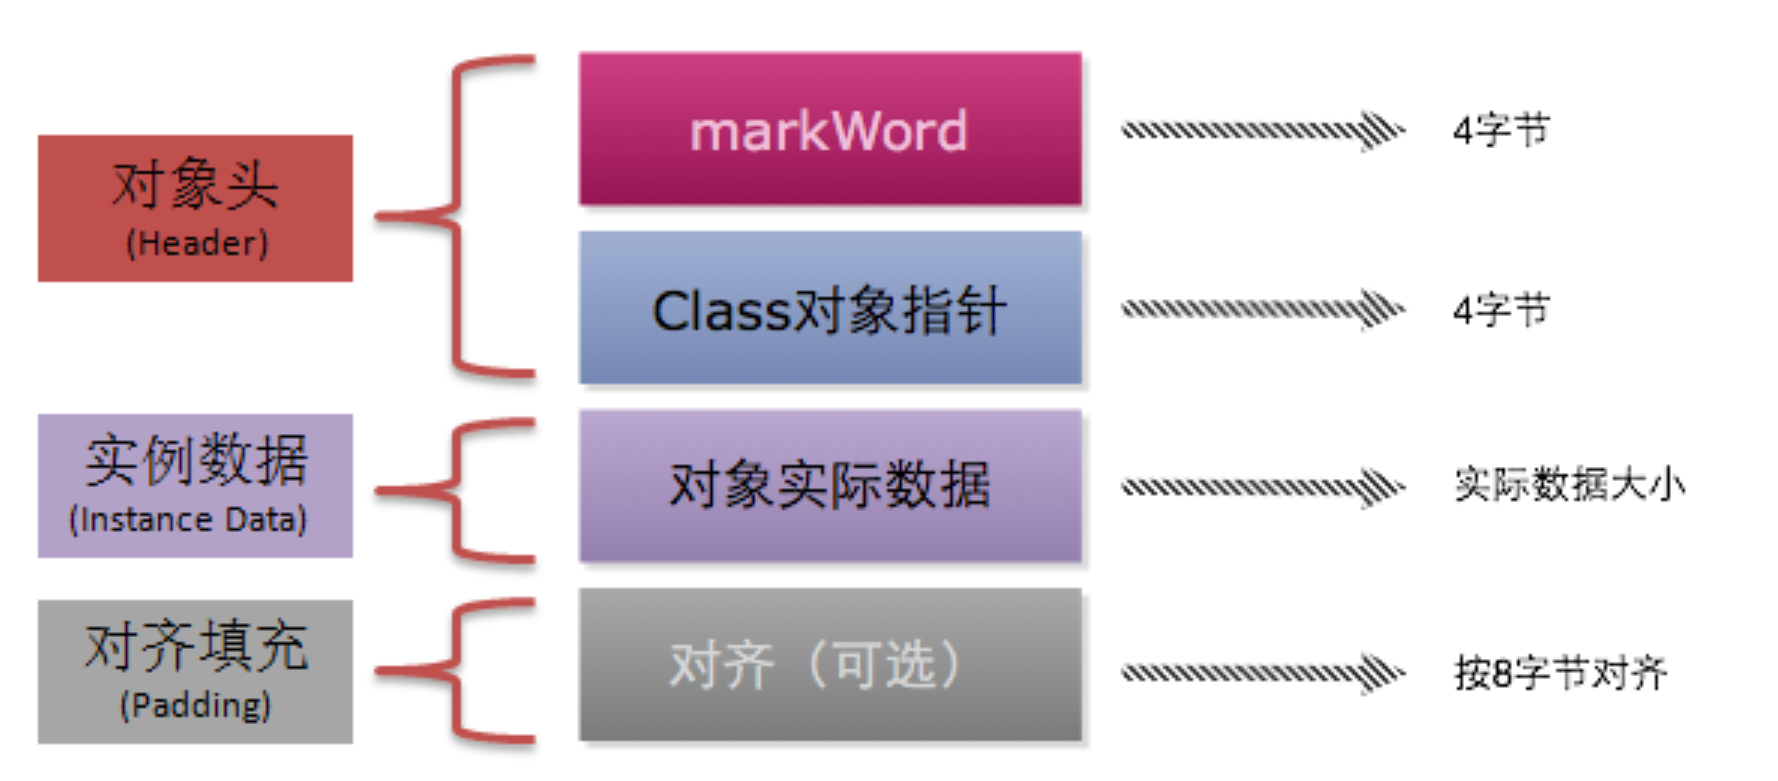 对象头
(Header)
markWord
4字节
Class对象指针
4字节
实例数据
(Instance Data)
对象实际数据
实际数据大小
对齐填充
(Padding)
对齐（可选）
按8字节对齐